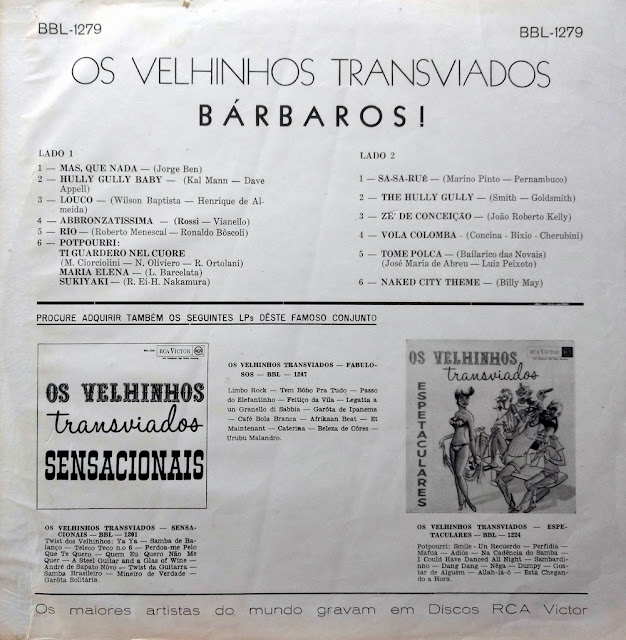 BBL-1279
BBL-1279
OS VELHINHOS TRANSVIADOS
BÁRBAROS!
LADO 1
1 — MAS, QUE NADA — (Jorge Ben)
2 — HULLY GULLY BABY — (Kal Mann — Dave
Appell)
3 — LOUCO — (Wilson Baptista — Henrique de Al-
meida)
4 — ABBRONZATISSIMA — (Rossi — Vianello)
5 — RIO — (Roberto Menescal — Ronaldo Bôscoli)
6 — POTPOURRI:
TI GUARDERO NEL CUORE
(M. Ciorciolini — N. Oliviero — R. Ortolani)
MARIA ELENA — (L. Barcelata)
SUKIYAKI — (R. Ei-H. Nakamura)
LADO 2
1 — SA-SA-RUÊ — (Marino Pinto — Pernambuco)
2 — THE HULLY GULLY — (Smith — Goldsmith)
3 — ZÉ DE CONCEIÇÃO — (João Roberto Kelly)
4 — VOLA COLOMBA - (Concina - Bixio - Cherubini)
5 — TOME POLCA — (Bailarico das Novais)
(José Maria de Abreu — Luiz Peixoto)
6 — NAKED CITY THEME — (Billy May)
PROCURE ADQUIRIR TAMBÉM OS SEGUINTES LPs DÊSTE FAMOSO CONJUNTO
RCA VICTOR
OS VELHINHOS
transviados
SENSACIONAIS
OS VELHINHOS TRANSVIADOS — SENSA-
CIONAIS — BBL — 1201
Twist dos Velhinhos: Ya Ya — Samba de Ba-
lanço — Teleco Teco n.o 6 — Perdoa-me Pelo
Que Te Quero — Quem Eu Quero Não Me
Quer — A Steel Guitar and a Glas of Wine —
André de Sapato Nôvo — Twist da Guitarra —
Samba Brasileiro — Mineiro de Verdade —
Garôta Solitária.
OS VELHINHOS TRANSVIADOS — FABULO-
SOS — BBL — 1247
Limbo Rock — Tem Bôbo Pra Tudo — Passo
do Elefantinho — Feitiço da Vila — Legatta a
un Granello di Sabbia — Garôta de Ipanema
— Café Bola Branca — Afrikaan Beat — Et
Maintenant — Caterina — Beleza de Côres —
Urubu Malandro.
RCA VICTOR
OS VELHINHOS
transviados
ESPETACULARES
OS VELHINHOS TRANSVIADOS — ESPE-
TACULARES — BBL — 1224
Potpourri: Smile - Un Recuerdo — Perfidia —
Mafuá — Adiós — Na Cadência do Samba —
I Could Have Danced All Night — Sambardi-
nho — Dang Dang — Nêga — Dumpy — Gos-
tar de Alguém — Allah-lá-ô — Está Chegan-
do a Hora.
Os maiores artistas do mundo gravam em Discos RCA Victor